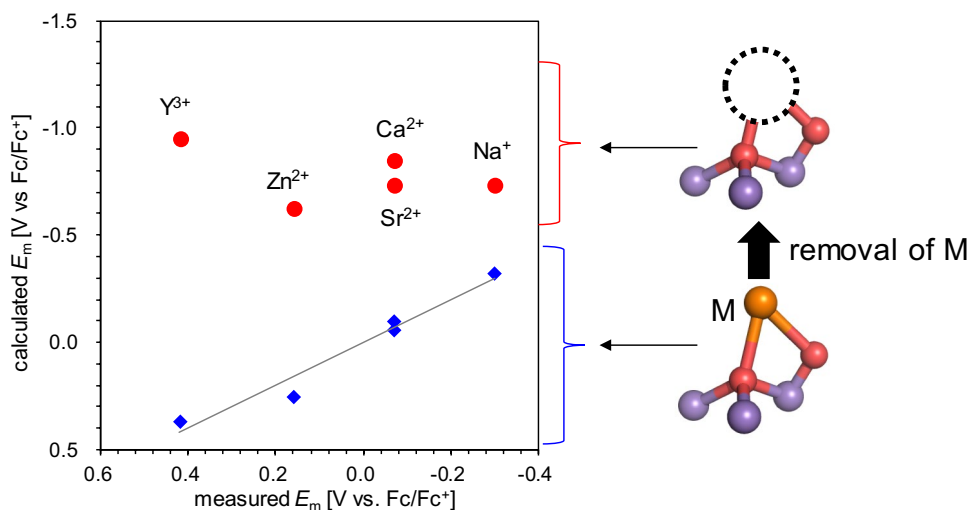 -1.5
-1.0
-0.5
0.0
0.5
calculated Eₘ [V vs Fc/Fc⁺]
Y³⁺
Zn²⁺
Ca²⁺
Sr²⁺
Na⁺
0.6 0.4 0.2 0.0 -0.2 -0.4
measured Eₘ [V vs. Fc/Fc⁺]
removal of M
M